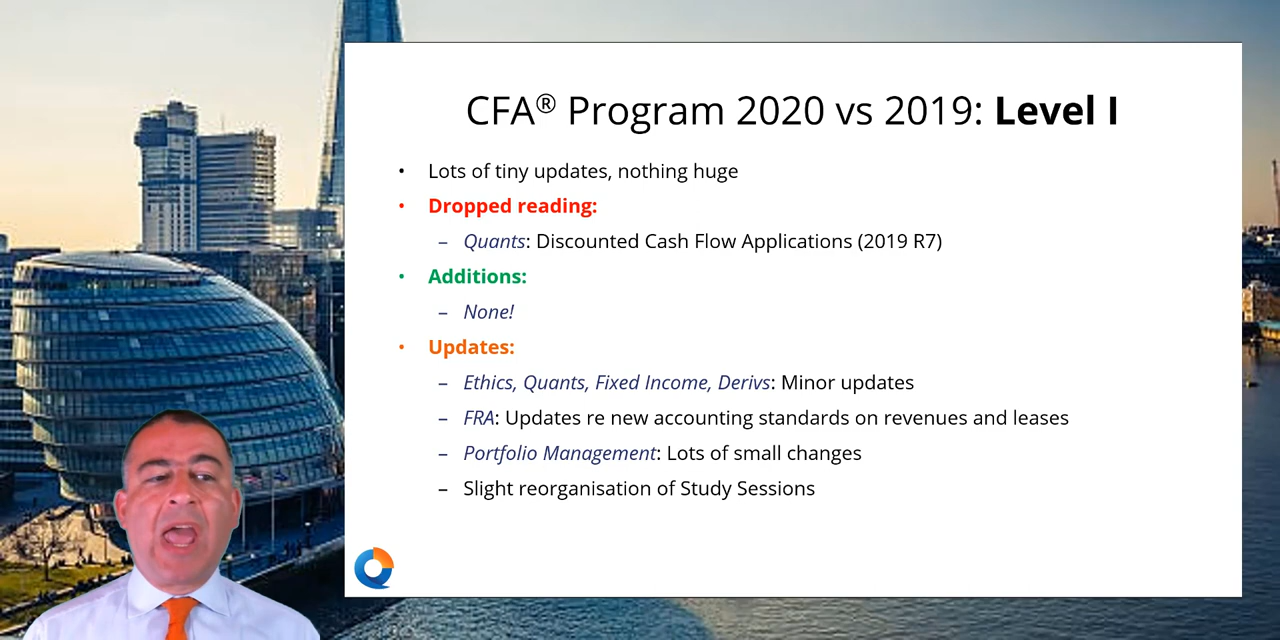 CFA® Program 2020 vs 2019: Level I
• Lots of tiny updates, nothing huge
• Dropped reading:
– Quants: Discounted Cash Flow Applications (2019 R7)
• Additions:
– None!
• Updates:
– Ethics, Quants, Fixed Income, Derivs: Minor updates
– FRA: Updates re new accounting standards on revenues and leases
– Portfolio Management: Lots of small changes
– Slight reorganisation of Study Sessions